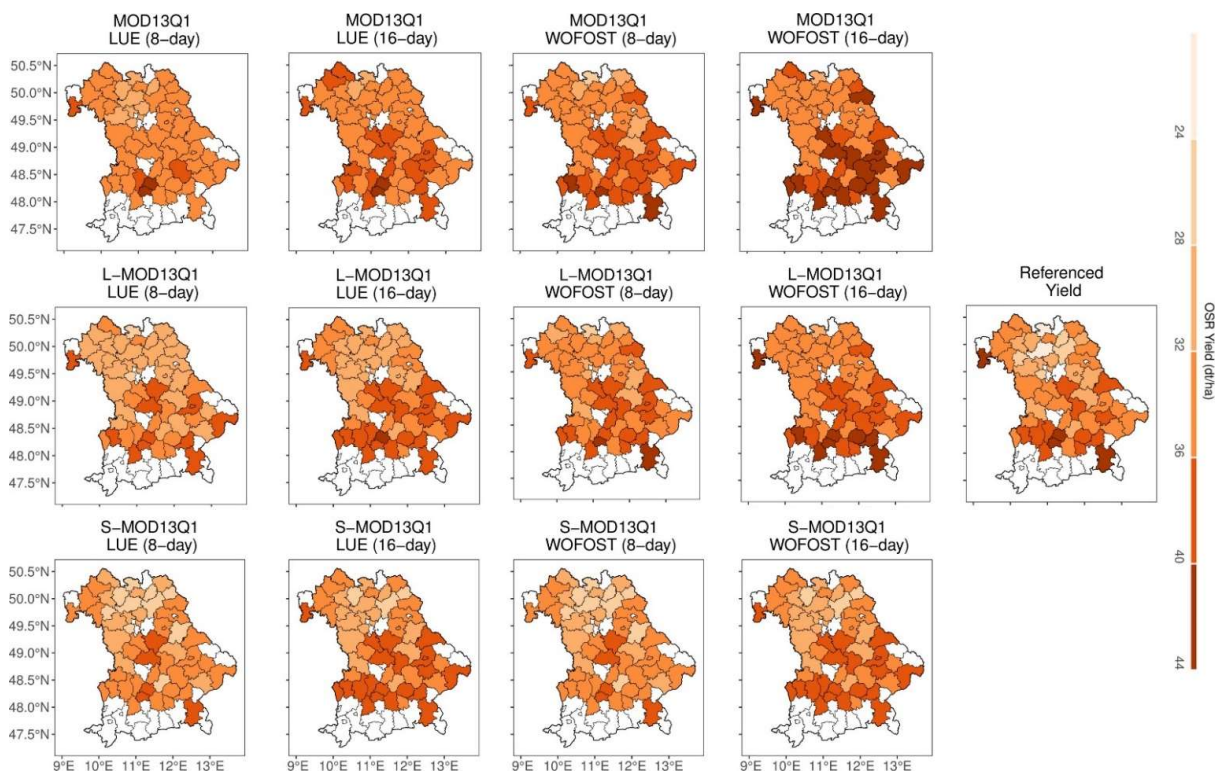 MOD13Q1
LUE (8−day)
MOD13Q1
LUE (16−day)
MOD13Q1
WOFOST (8−day)
MOD13Q1
WOFOST (16−day)
50.5°N
50.0°N
49.5°N
49.0°N
48.5°N
48.0°N
47.5°N
L−MOD13Q1
LUE (8−day)
L−MOD13Q1
LUE (16−day)
L−MOD13Q1
WOFOST (8−day)
L−MOD13Q1
WOFOST (16−day)
Referenced
Yield
50.5°N
50.0°N
49.5°N
49.0°N
48.5°N
48.0°N
47.5°N
S−MOD13Q1
LUE (8−day)
S−MOD13Q1
LUE (16−day)
S−MOD13Q1
WOFOST (8−day)
S−MOD13Q1
WOFOST (16−day)
50.5°N
50.0°N
49.5°N
49.0°N
48.5°N
48.0°N
47.5°N
9°E 10°E 11°E 12°E 13°E
9°E 10°E 11°E 12°E 13°E
9°E 10°E 11°E 12°E 13°E
9°E 10°E 11°E 12°E 13°E
24
28
32
36
40
44
OSR Yield (dt/ha)